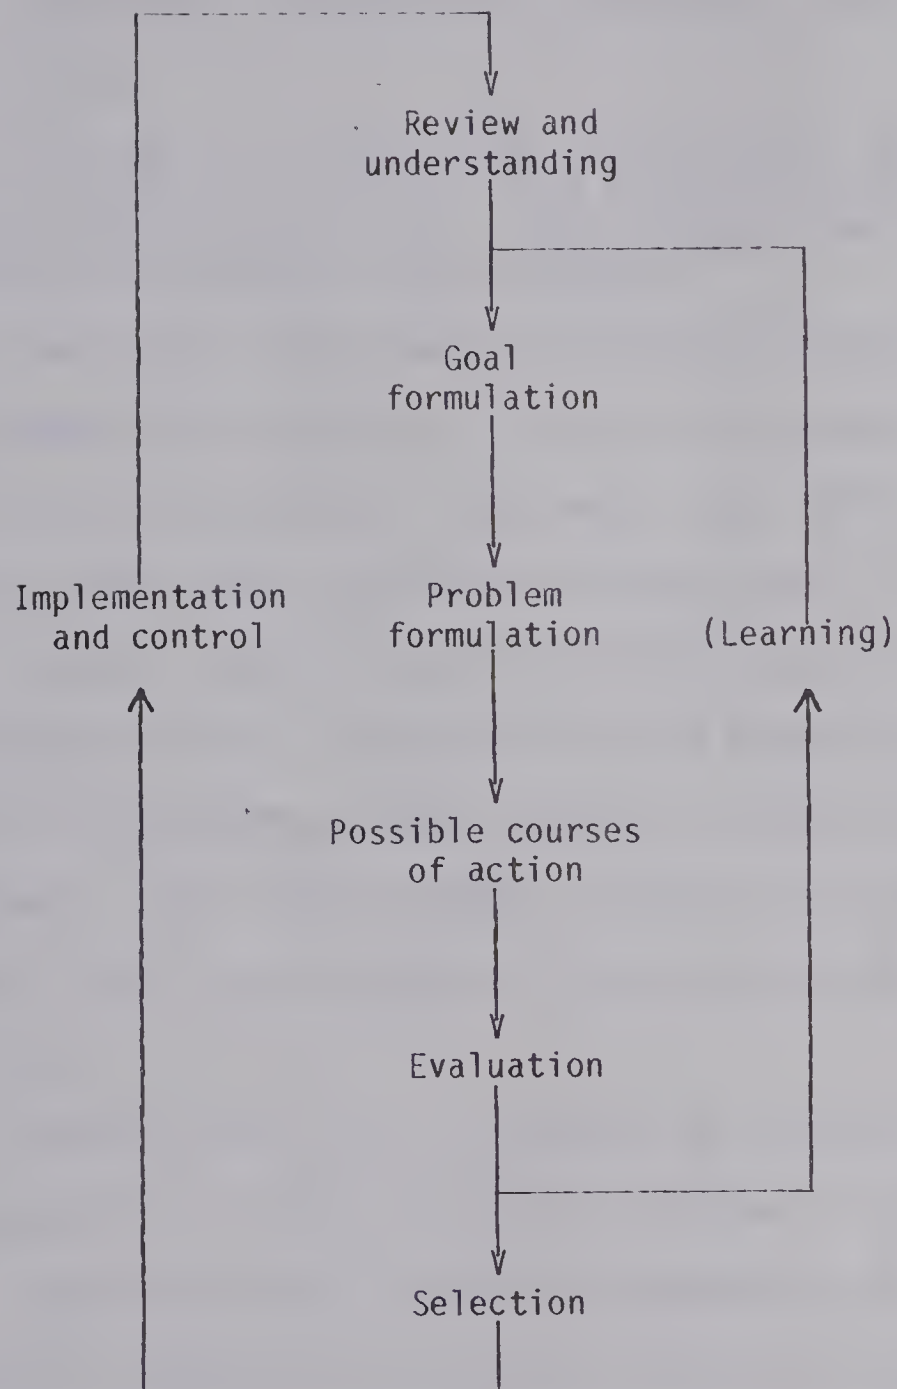 Review and
understanding
Goal
formulation
Implementation
and control
Problem
formulation
(Learning)
Possible courses
of action
Evaluation
Selection